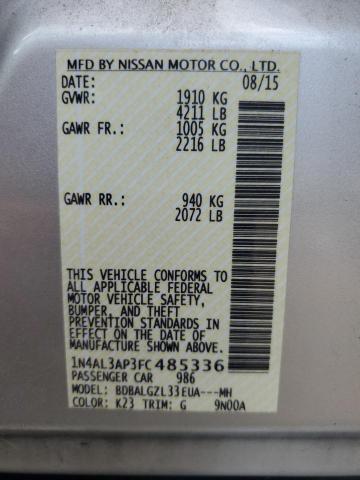 MFD BY NISSAN MOTOR CO., LTD.
DATE: 08/15
GVWR: 1910 KG
4211 LB
GAWR FR.: 1005 KG
2216 LB
GAWR RR.: 940 KG
2072 LB
THIS VEHICLE CONFORMS TO
ALL APPLICABLE FEDERAL
MOTOR VEHICLE SAFETY,
BUMPER, AND THEFT
PREVENTION STANDARDS IN
EFFECT ON THE DATE OF
MANUFACTURE SHOWN ABOVE.
1N4AL3AP3FC485336
PASSENGER CAR 986
MODEL: BDBALGZL33EUA---MH
COLOR: K23 TRIM: G 9N00A